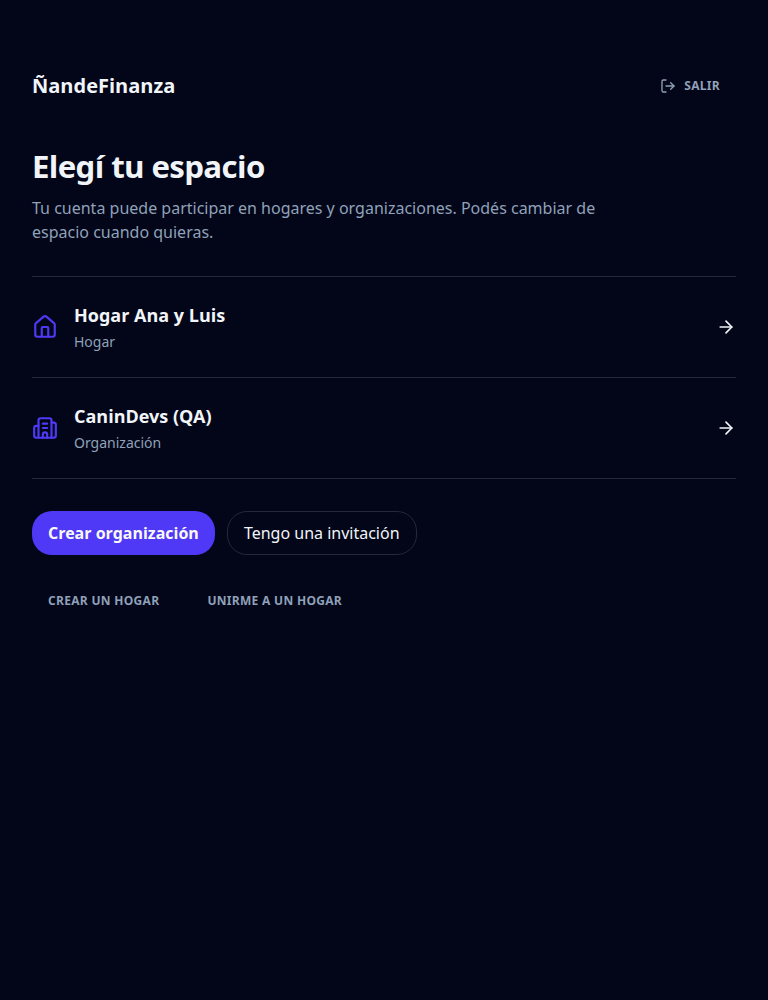 ÑandeFinanza
SALIR
Elegí tu espacio
Tu cuenta puede participar en hogares y organizaciones. Podés cambiar de
espacio cuando quieras.
Hogar Ana y Luis
Hogar
CaninDevs (QA)
Organización
Crear organización
Tengo una invitación
CREAR UN HOGAR
UNIRME A UN HOGAR